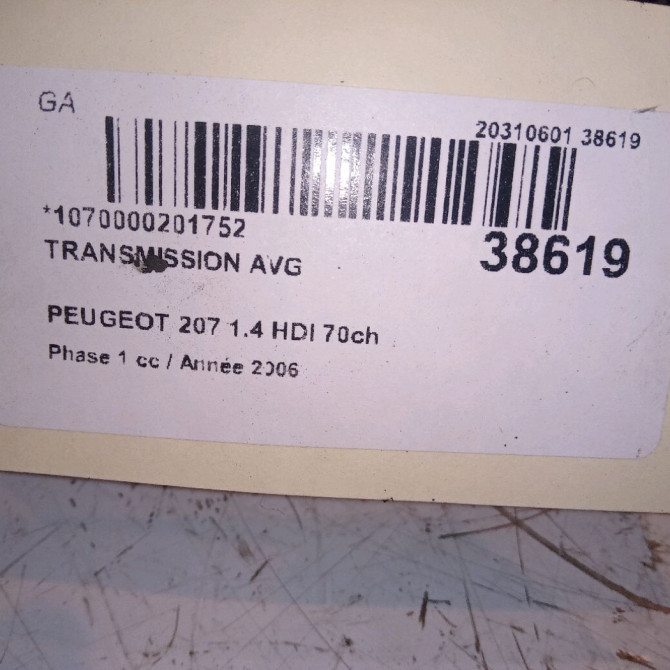 GA
20310601 38619
*1070000201752
38619
TRANSMISSION AVG
PEUGEOT 207 1.4 HDI 70ch
Phase 1 cc / Année 2006